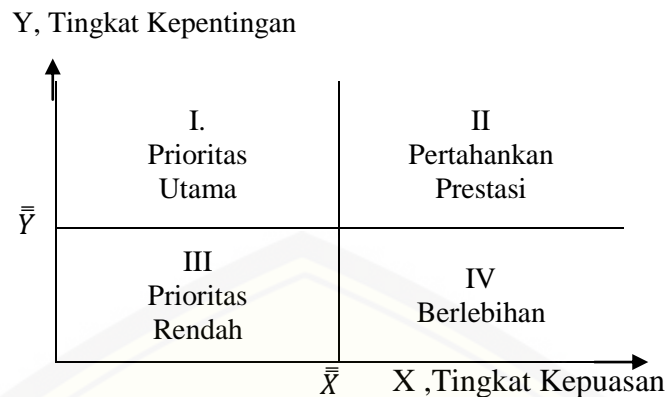 Y, Tingkat Kepentingan
I.
Prioritas
Utama
II
Pertahankan
Prestasi
Y̿
III
Prioritas
Rendah
IV
Berlebihan
X̿
X ,Tingkat Kepuasan